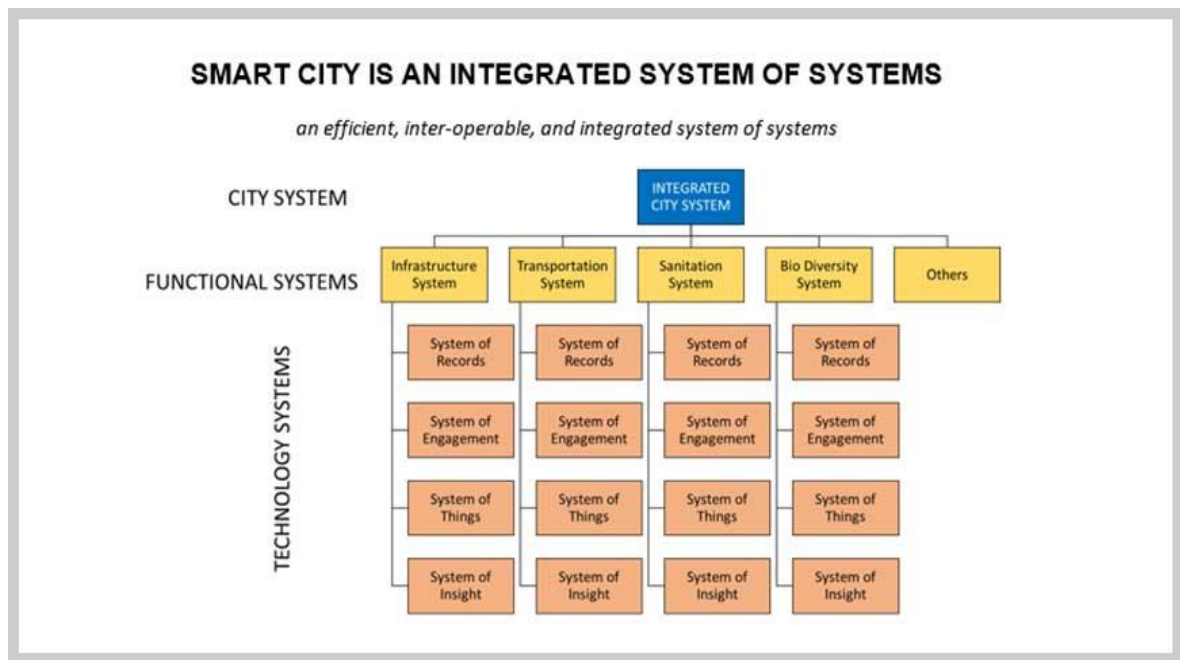 SMART CITY IS AN INTEGRATED SYSTEM OF SYSTEMS
an efficient, inter-operable, and integrated system of systems
CITY SYSTEM
INTEGRATED
CITY SYSTEM
FUNCTIONAL SYSTEMS
Infrastructure
System
Transportation
System
Sanitation
System
Bio Diversity
System
Others
TECHNOLOGY SYSTEMS
System of
Records
System of
Records
System of
Records
System of
Records
System of
Engagement
System of
Engagement
System of
Engagement
System of
Engagement
System of
Things
System of
Things
System of
Things
System of
Things
System of
Insight
System of
Insight
System of
Insight
System of
Insight